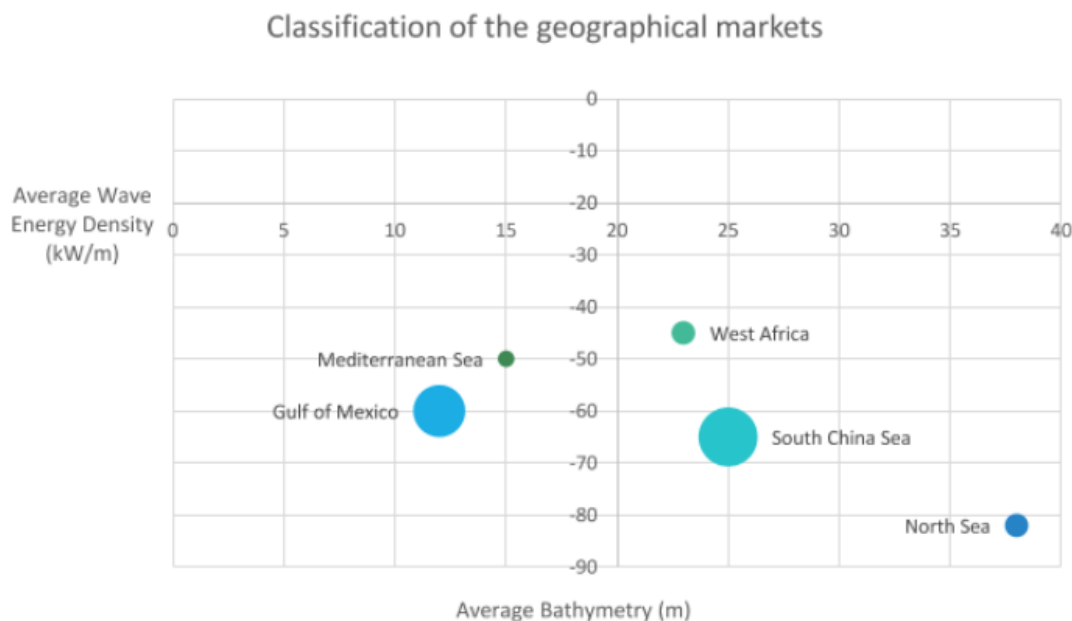 Classification of the geographical markets
0
-10
Average Wave
Energy Density
(kW/m)
-20
0 5 10 15 20 25 30 35 40
-30
-40
West Africa
Mediterranean Sea
-50
Gulf of Mexico
-60
South China Sea
-70
-80
North Sea
-90
Average Bathymetry (m)